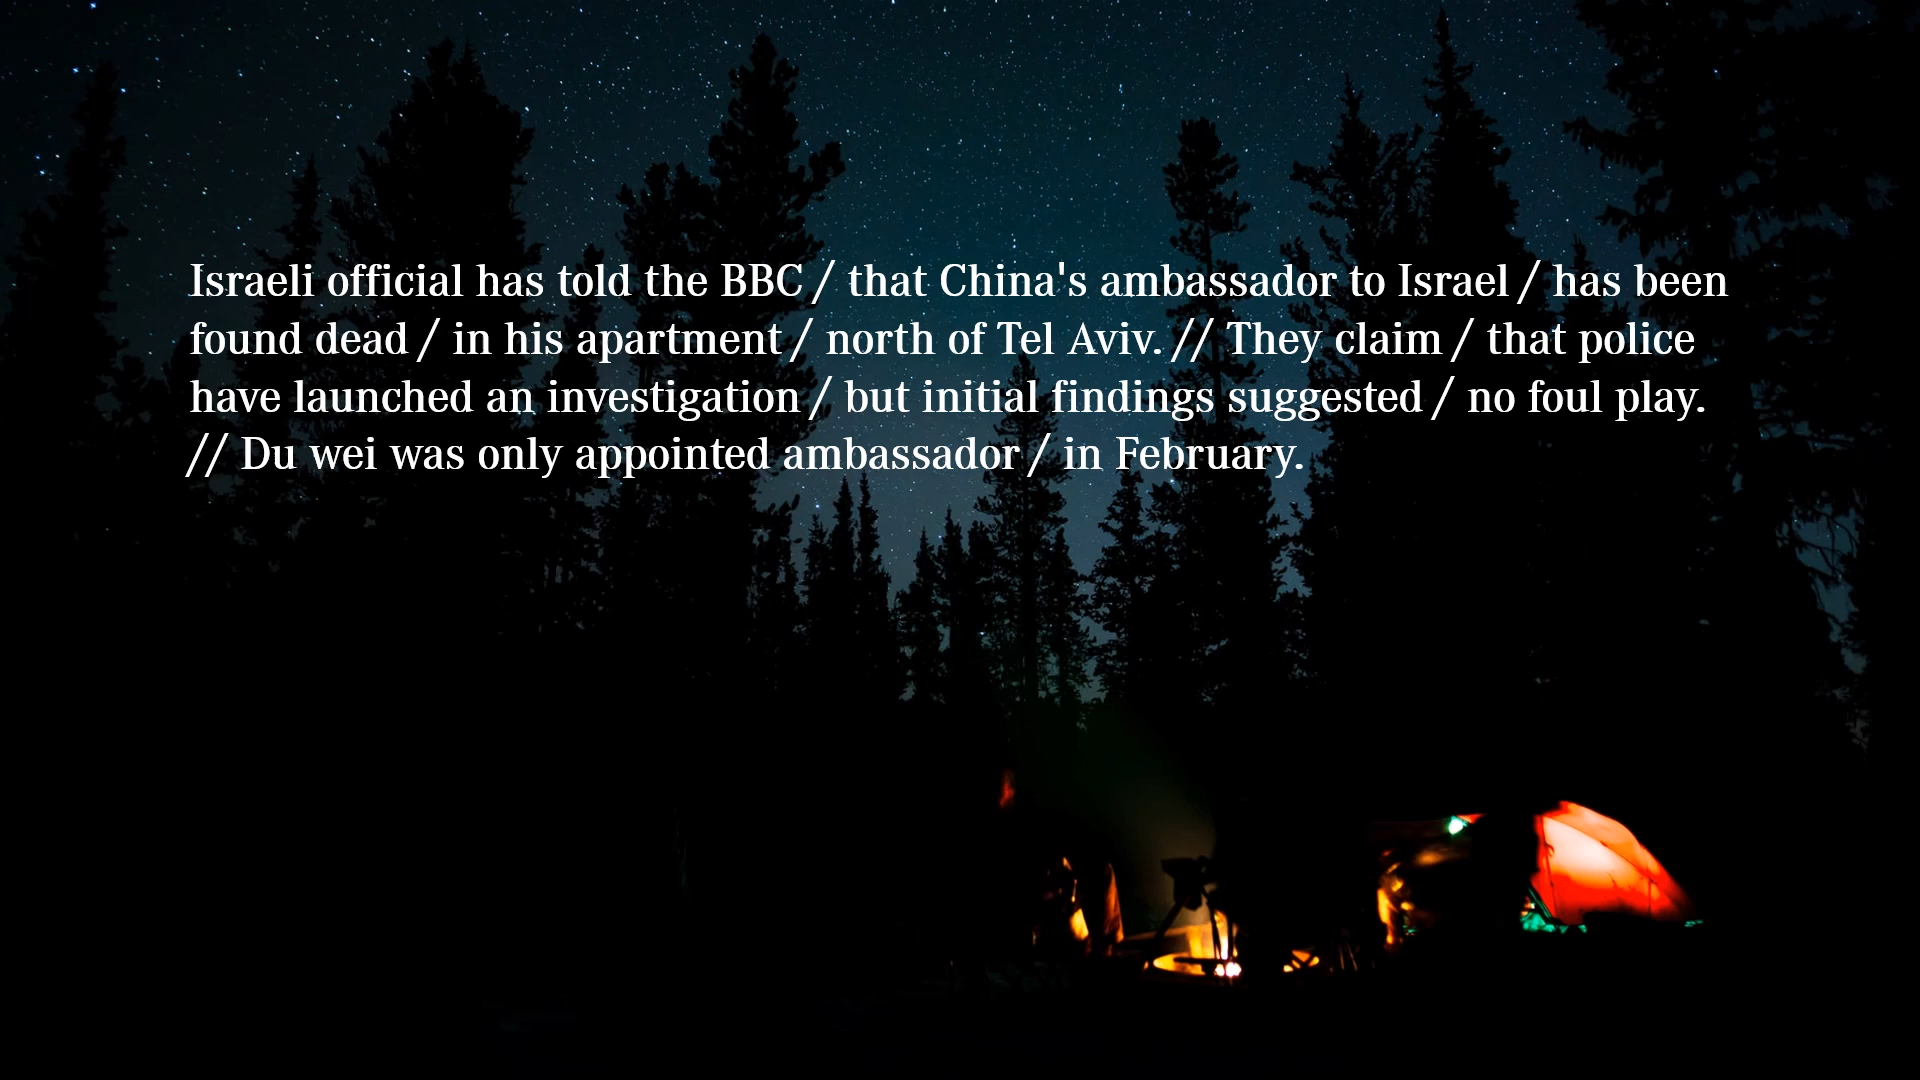 Israeli official has told the BBC / that China's ambassador to Israel / has been
found dead / in his apartment / north of Tel Aviv. // They claim / that police
have launched an investigation / but initial findings suggested / no foul play.
// Du wei was only appointed ambassador / in February.